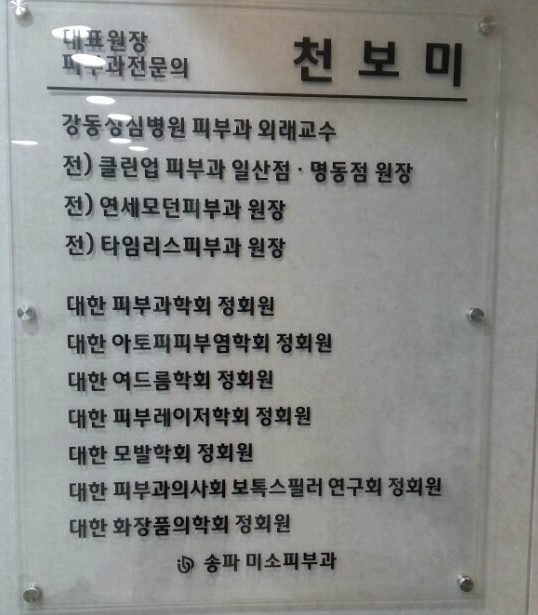 대표원장
피부과전문의
천보미
강동성심병원 피부과 외래교수
전) 클린업 피부과 일산점 · 명동점 원장
전) 연세모던피부과 원장
전) 타임리스피부과 원장
대한 피부과학회 정회원
대한 아토피피부염학회 정회원
대한 여드름학회 정회원
대한 피부레이저학회 정회원
대한 모발학회 정회원
대한 피부과의사회 보톡스필러 연구회 정회원
대한 화장품의학회 정회원
송파 미소피부과